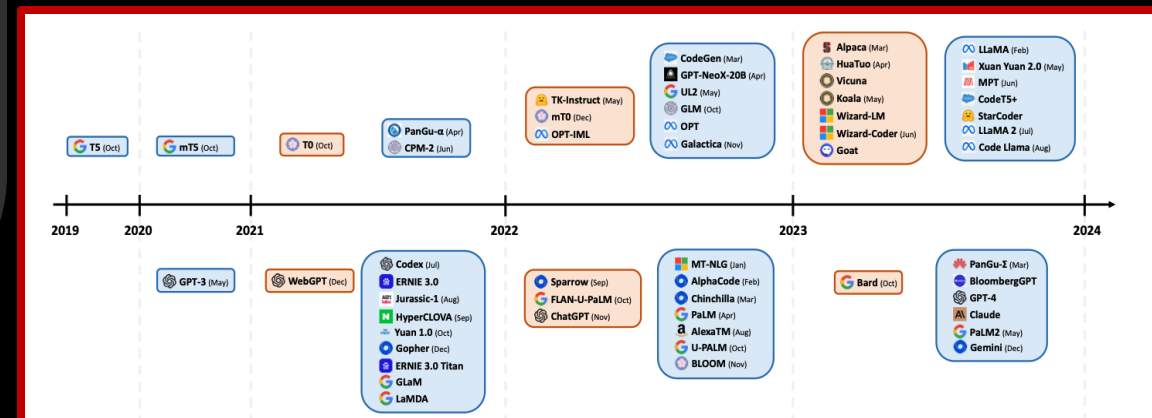 T5 (Oct)
mT5 (Oct)
T0 (Oct)
PanGu-α (Apr)
CPM-2 (Jun)
TK-Instruct (May)
mT0 (Dec)
OPT-IML
CodeGen (Mar)
GPT-NeoX-20B (Apr)
UL2 (May)
GLM (Oct)
OPT
Galactica (Nov)
Alpaca (Mar)
HuaTuo (Apr)
Vicuna
Koala (May)
Wizard-LM
Wizard-Coder (Jun)
Goat
LLaMA (Feb)
Xuan Yuan 2.0 (May)
MPT (Jun)
CodeT5+
StarCoder
LLaMA 2 (Jul)
Code Llama (Aug)
2019 2020 2021 2022 2023 2024
GPT-3 (May)
WebGPT (Dec)
Codex (Jul)
ERNIE 3.0
Jurassic-1 (Aug)
HyperCLOVA (Sep)
Yuan 1.0 (Oct)
Gopher (Dec)
ERNIE 3.0 Titan
GLaM
LaMDA
Sparrow (Sep)
FLAN-U-PaLM (Oct)
ChatGPT (Nov)
MT-NLG (Jan)
AlphaCode (Feb)
Chinchilla (Mar)
PaLM (Apr)
AlexaTM (Aug)
U-PALM (Oct)
BLOOM (Nov)
Bard (Oct)
PanGu-Σ (Mar)
BloombergGPT
GPT-4
Claude
PaLM2 (May)
Gemini (Dec)